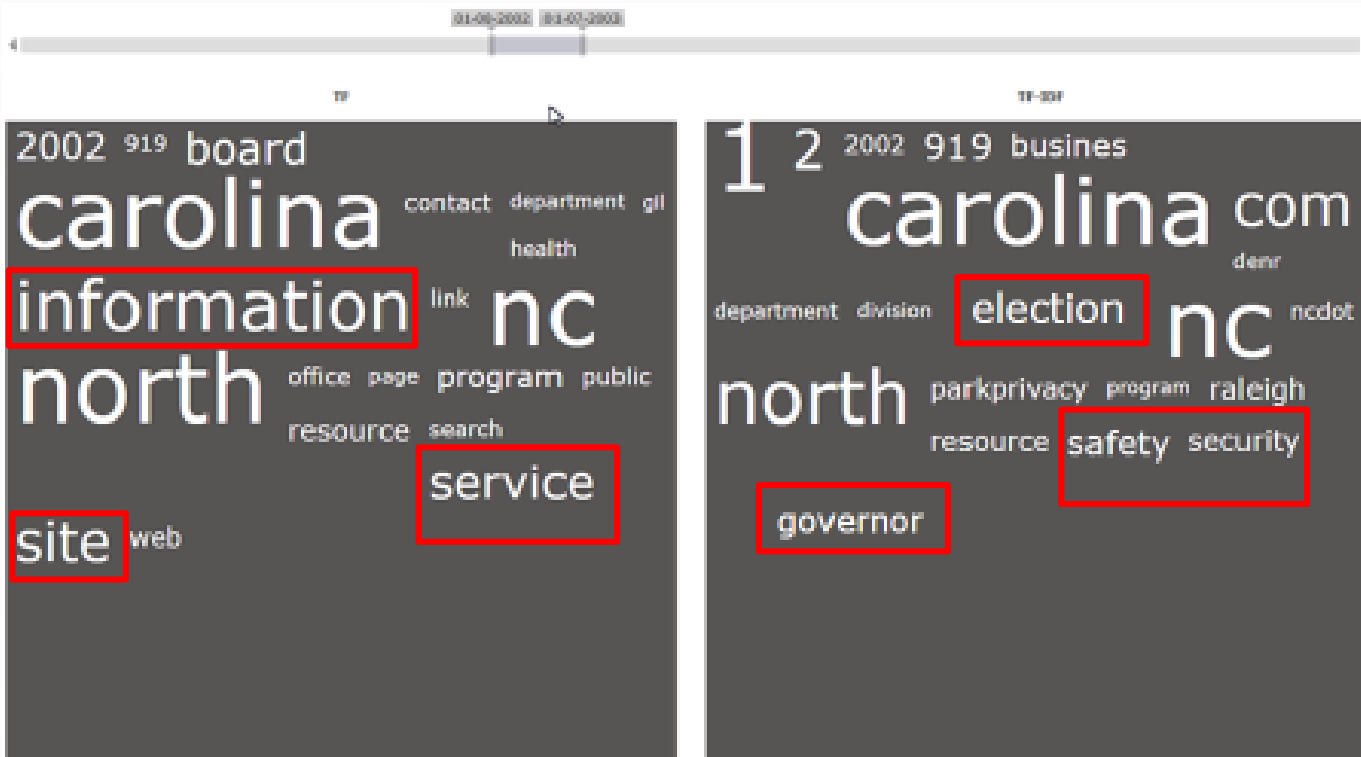 01-08-2002 01-07-2003
TF
2002 919 board
carolina contact department gil
health
information link nc
north office page program public
resource search
service
site web
TF-IDF
1 2 2002 919 busines
carolina com
denr
department division election nc ncdot
north parkprivacy program raleigh
resource safety security
governor